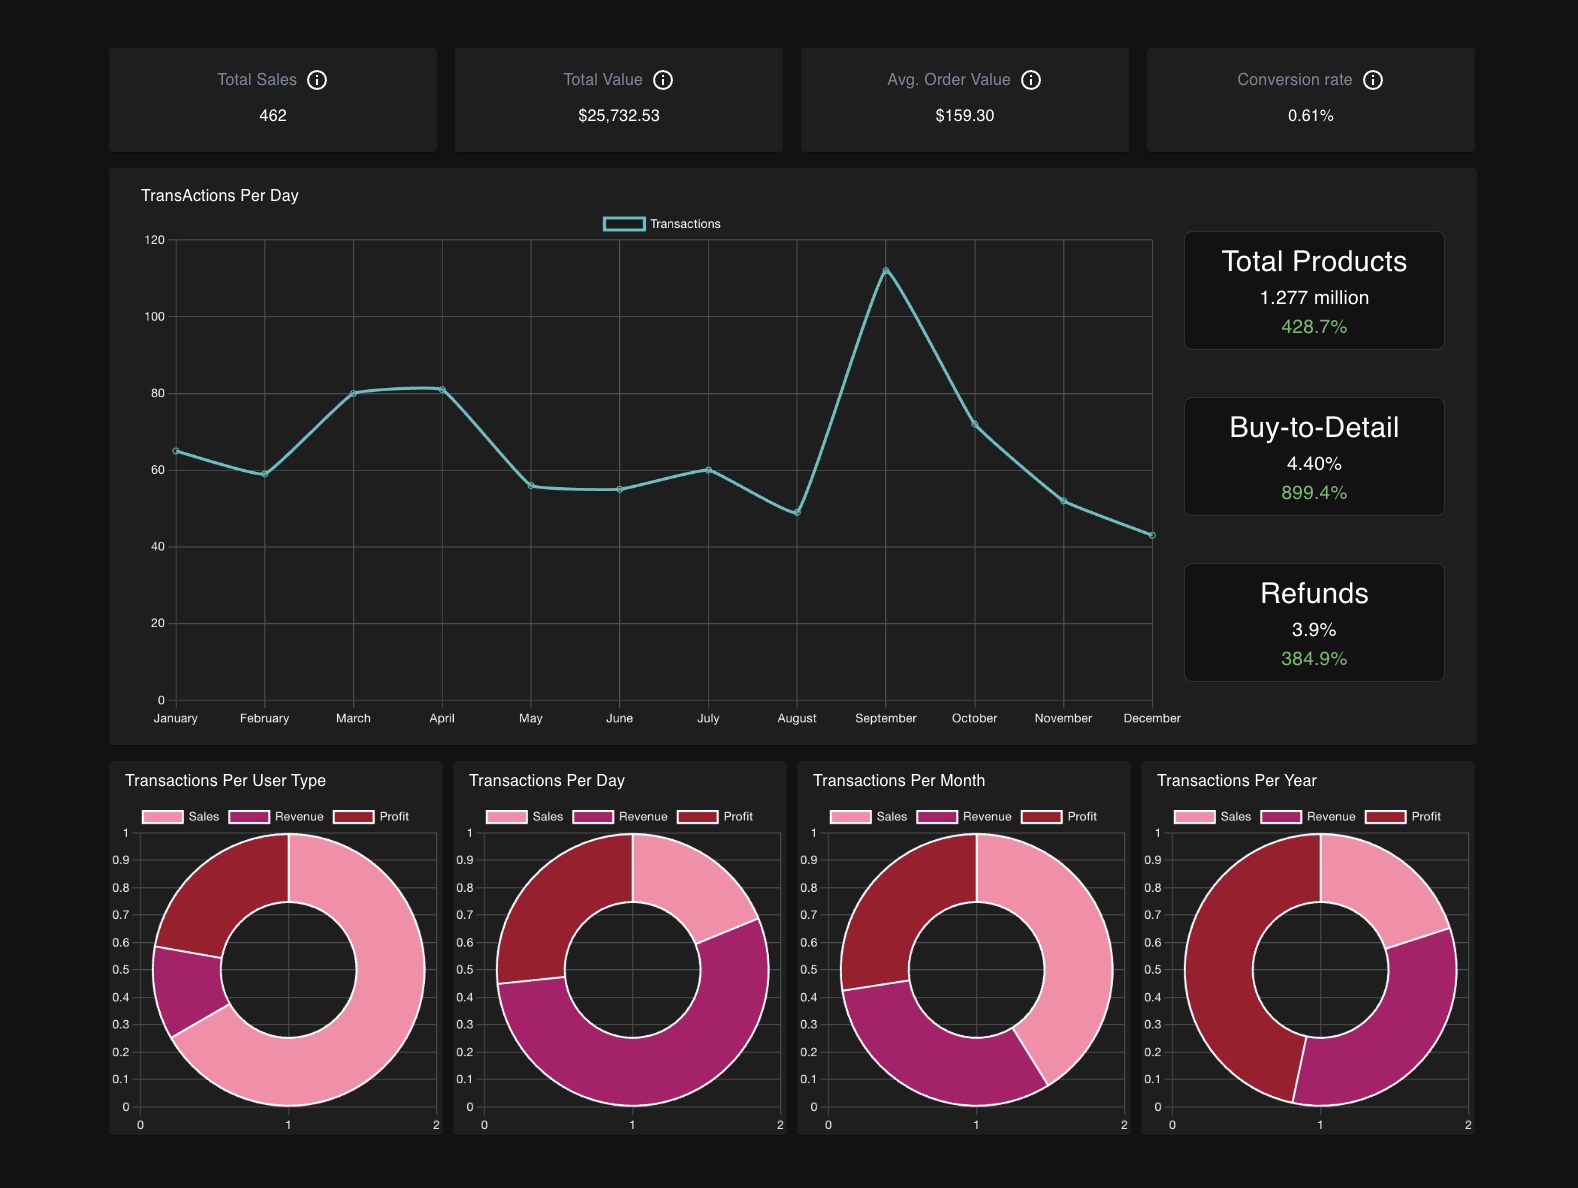 Total Sales
462
Total Value
$25,732.53
Avg. Order Value
$159.30
Conversion rate
0.61%
TransActions Per Day
Transactions
120
100
80
60
40
20
0
January February March April May June July August September October November December
Total Products
1.277 million
428.7%
Buy-to-Detail
4.40%
899.4%
Refunds
3.9%
384.9%
Transactions Per User Type
Sales Revenue Profit
1
0.9
0.8
0.7
0.6
0.5
0.4
0.3
0.2
0.1
0
0 1 2
Transactions Per Day
Sales Revenue Profit
1
0.9
0.8
0.7
0.6
0.5
0.4
0.3
0.2
0.1
0
0 1 2
Transactions Per Month
Sales Revenue Profit
1
0.9
0.8
0.7
0.6
0.5
0.4
0.3
0.2
0.1
0
0 1 2
Transactions Per Year
Sales Revenue Profit
1
0.9
0.8
0.7
0.6
0.5
0.4
0.3
0.2
0.1
0
0 1 2